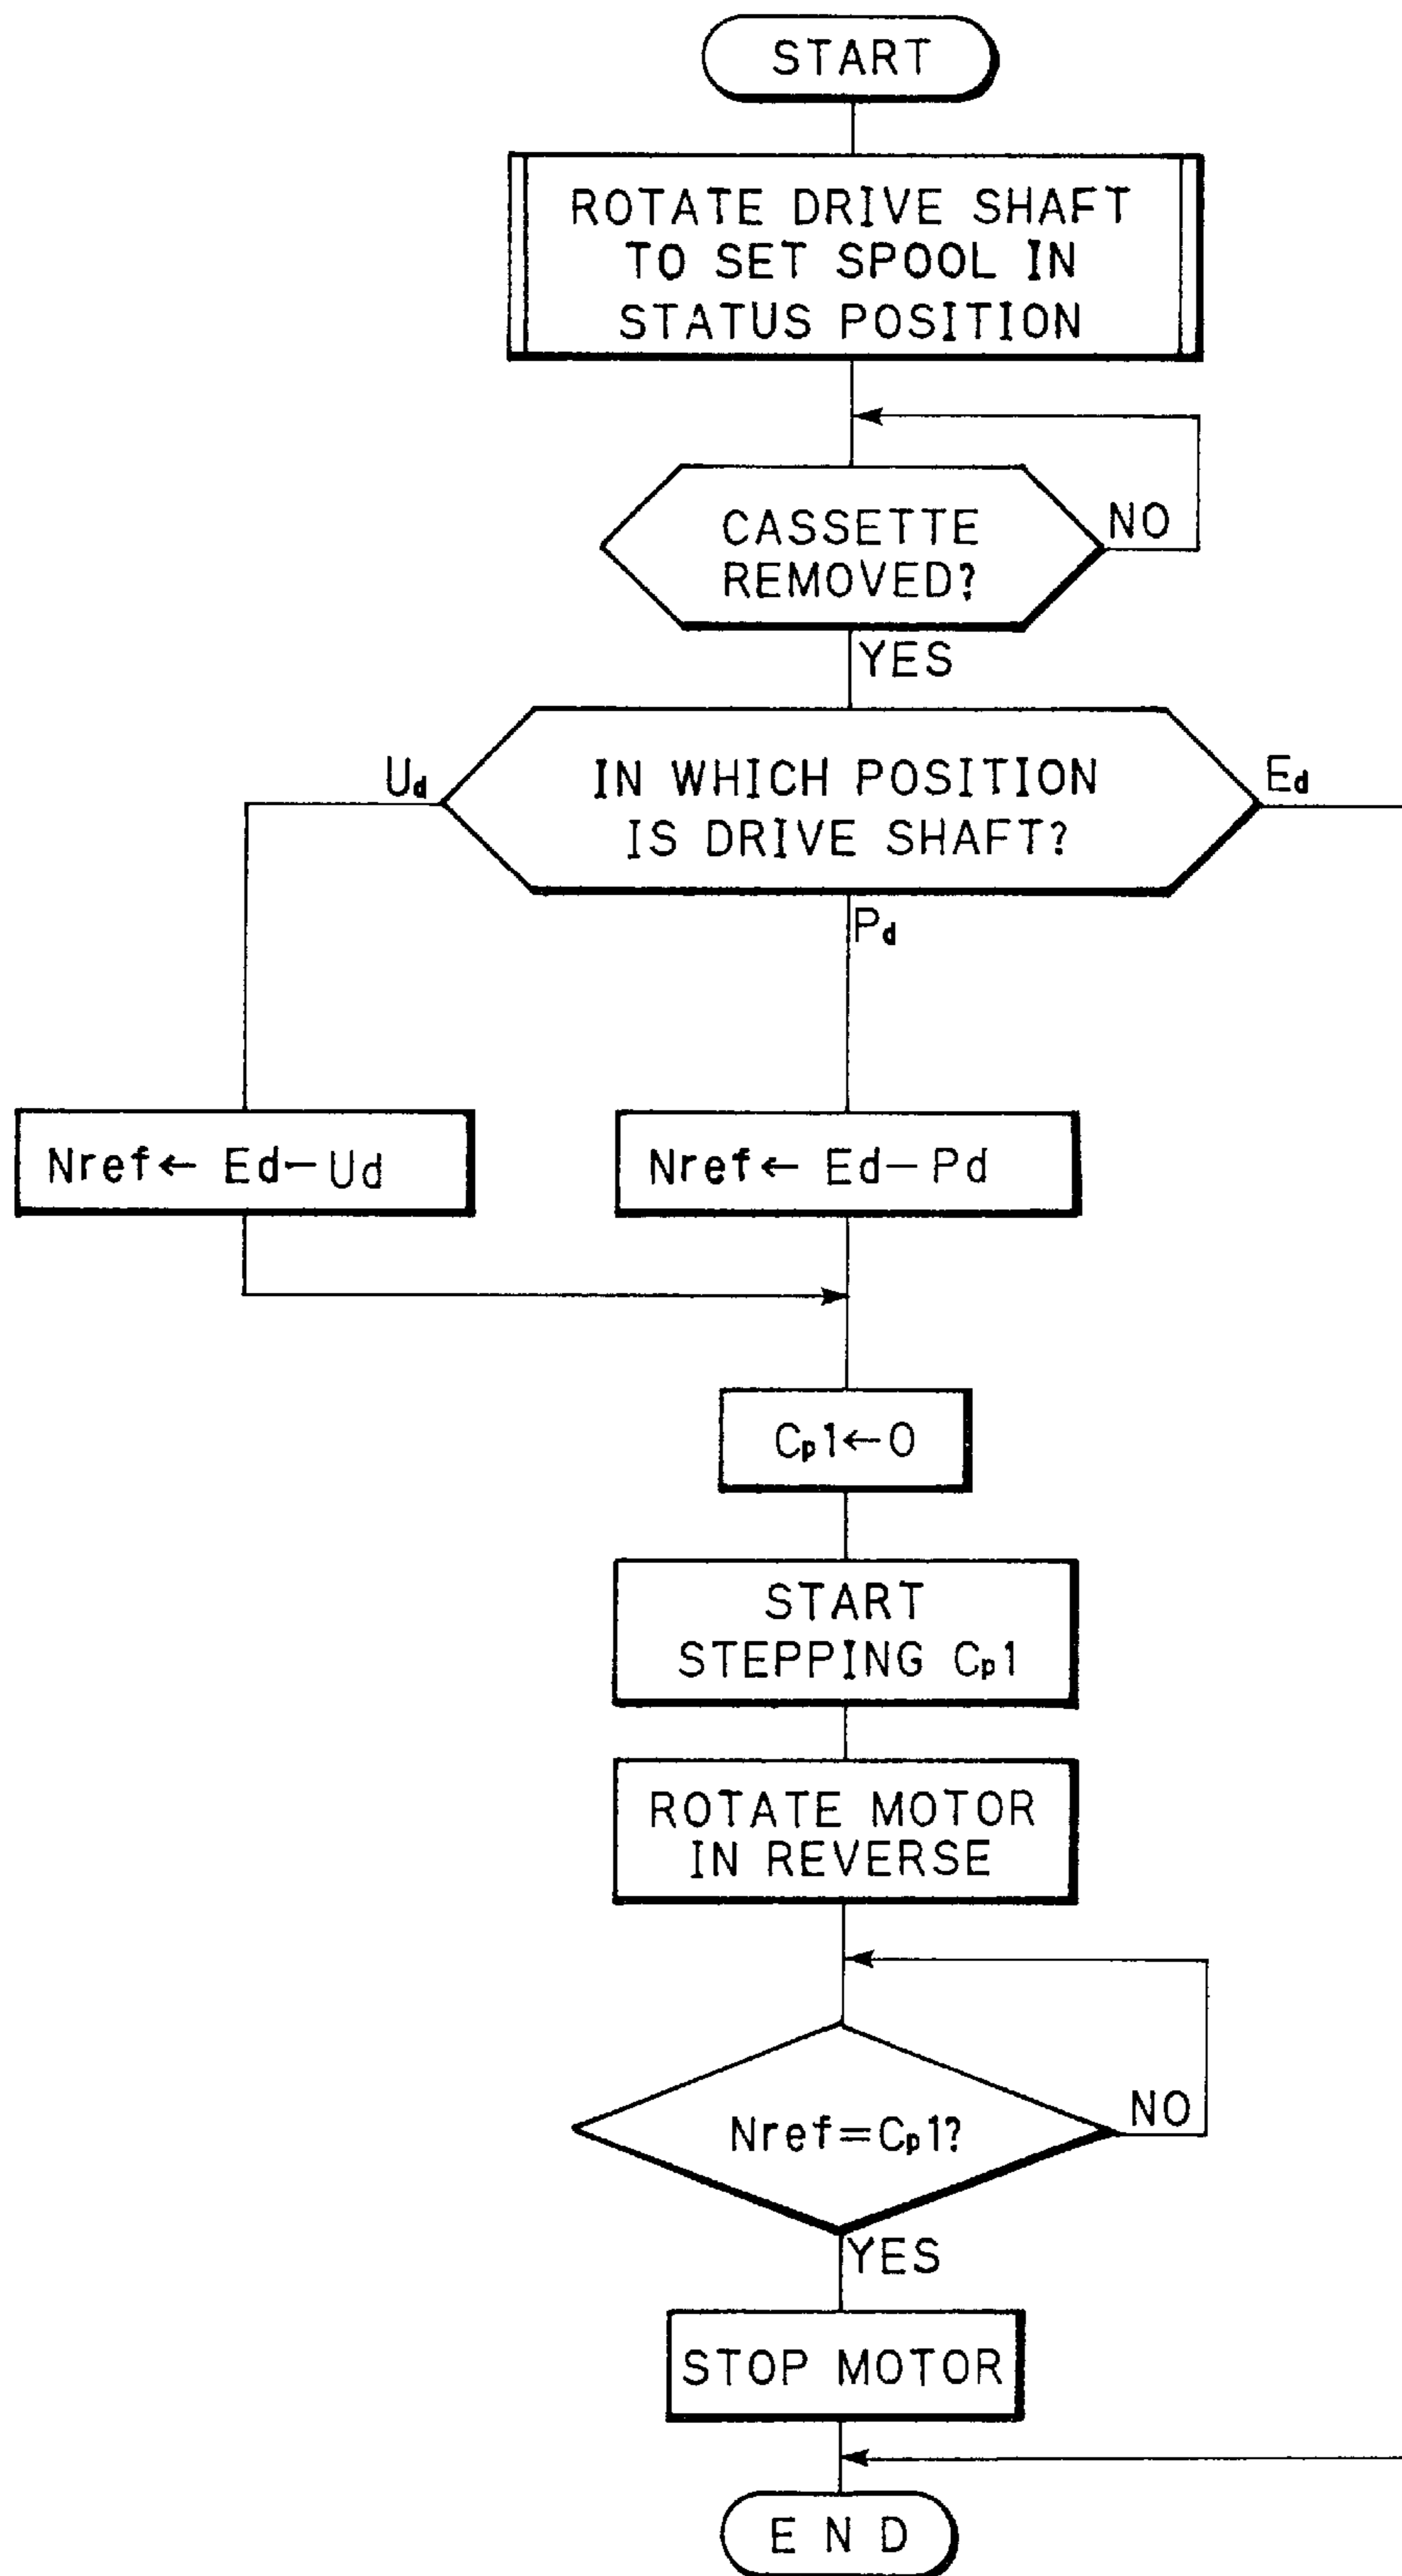 START
ROTATE DRIVE SHAFT
TO SET SPOOL IN
STATUS POSITION
CASSETTE
REMOVED?
NO
YES
IN WHICH POSITION
IS DRIVE SHAFT?
Ud
Ed
Pd
Nref← Ed-Ud
Nref← Ed-Pd
Cp1←0
START
STEPPING Cp1
ROTATE MOTOR
IN REVERSE
Nref=Cp1?
NO
YES
STOP MOTOR
END